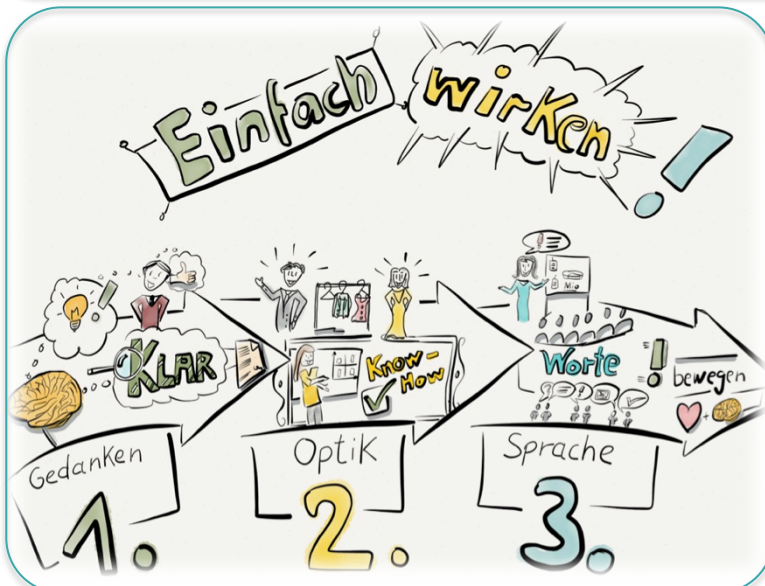 Einfach
wirken!
KLAR
Know-
How
Worte
! bewegen
Gedanken
Optik
Sprache
1.
2.
3.